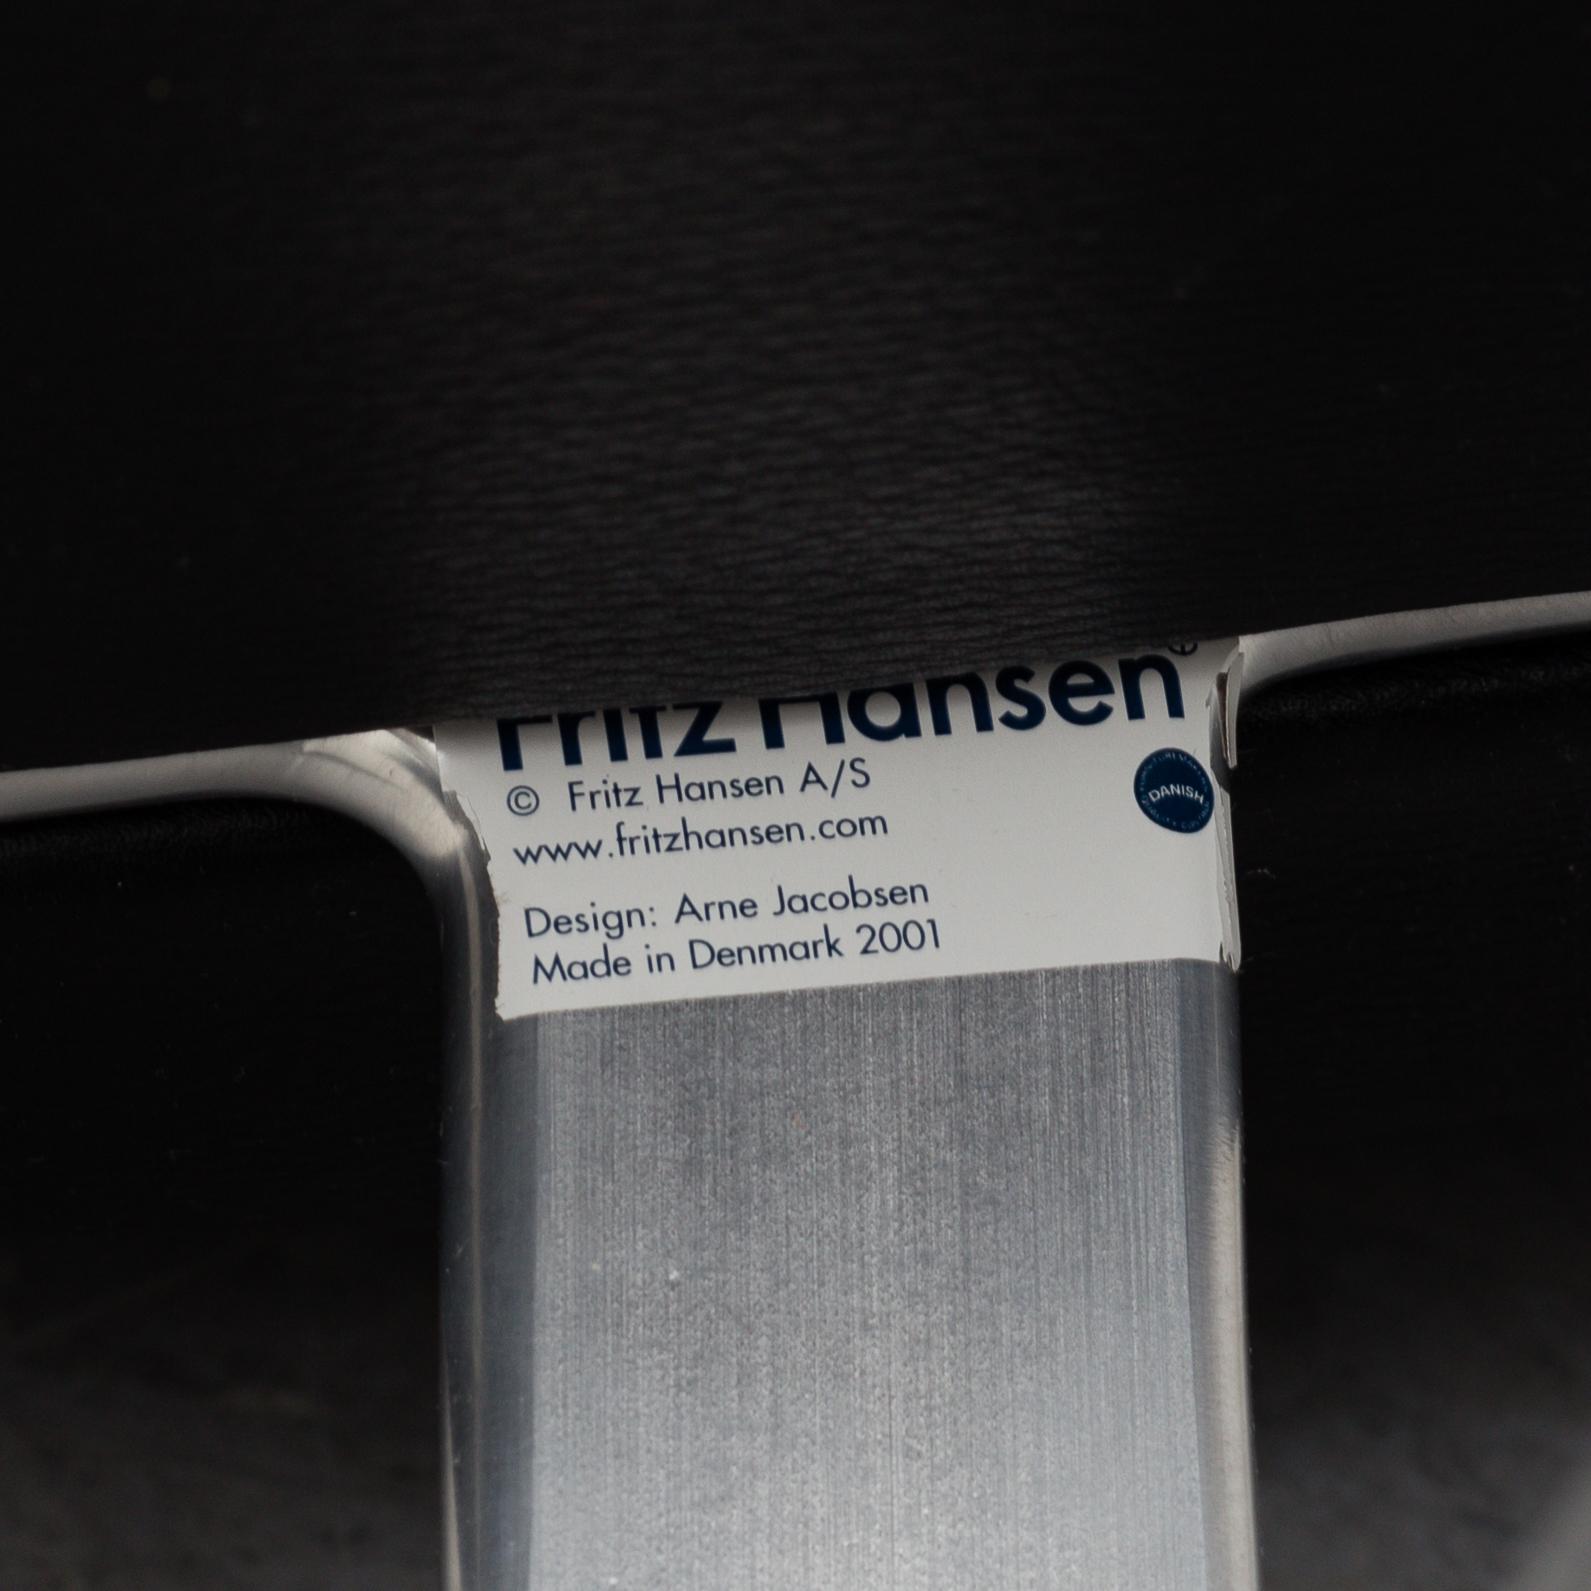 Fritz Hansen
© Fritz Hansen A/S
www.fritzhansen.com
DANISH
Design: Arne Jacobsen
Made in Denmark 2001